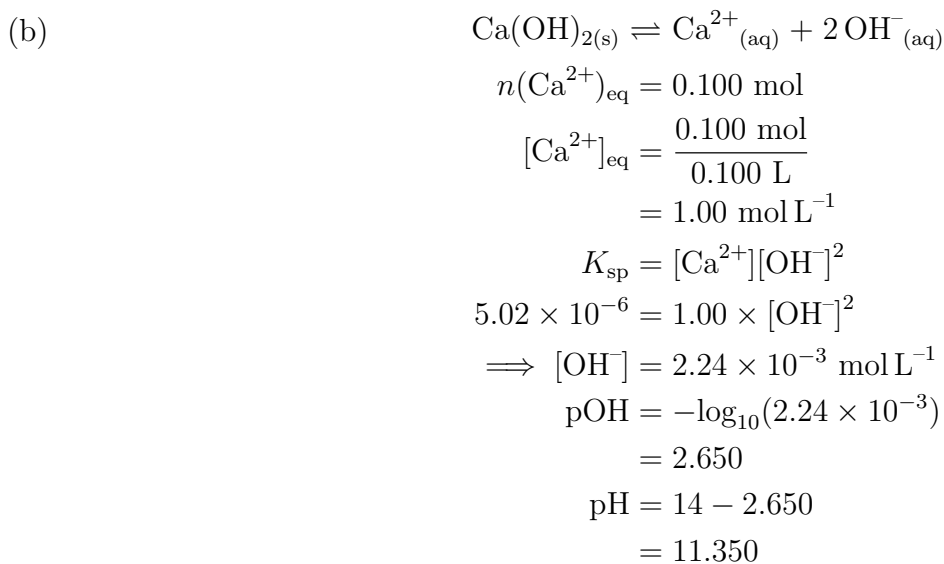 (b) Ca(OH)₂₍ₛ₎ ⇌ Ca²⁺₍aq₎ + 2 OH⁻₍aq₎
n(Ca²⁺)eq = 0.100 mol
[Ca²⁺]eq = 0.100 mol / 0.100 L
= 1.00 mol L⁻¹
Ksp = [Ca²⁺][OH⁻]²
5.02 × 10⁻⁶ = 1.00 × [OH⁻]²
⟹ [OH⁻] = 2.24 × 10⁻³ mol L⁻¹
pOH = −log₁₀(2.24 × 10⁻³)
= 2.650
pH = 14 − 2.650
= 11.350